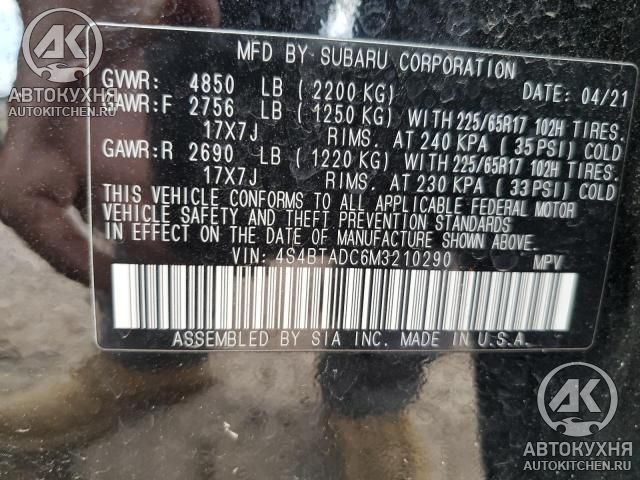 MFD BY SUBARU CORPORATION
DATE: 04/21
GVWR: 4850 LB (2200 KG)
GAWR:F 2756 LB (1250 KG) WITH 225/65R17 102H TIRES.
17X7J RIMS. AT 240 KPA (35 PSI) COLD
GAWR:R 2690 LB (1220 KG) WITH 225/65R17 102H TIRES.
17X7J RIMS. AT 230 KPA (33 PSI) COLD
THIS VEHICLE CONFORMS TO ALL APPLICABLE FEDERAL MOTOR
VEHICLE SAFETY AND THEFT PREVENTION STANDARDS
IN EFFECT ON THE DATE OF MANUFACTURE SHOWN ABOVE.
VIN: 4S4BTADC6M3210290 MPV
ASSEMBLED BY SIA INC. MADE IN U.S.A.
АК
АВТОКУХНЯ
AUTOKITCHEN.RU
АК
АВТОКУХНЯ
AUTOKITCHEN.RU